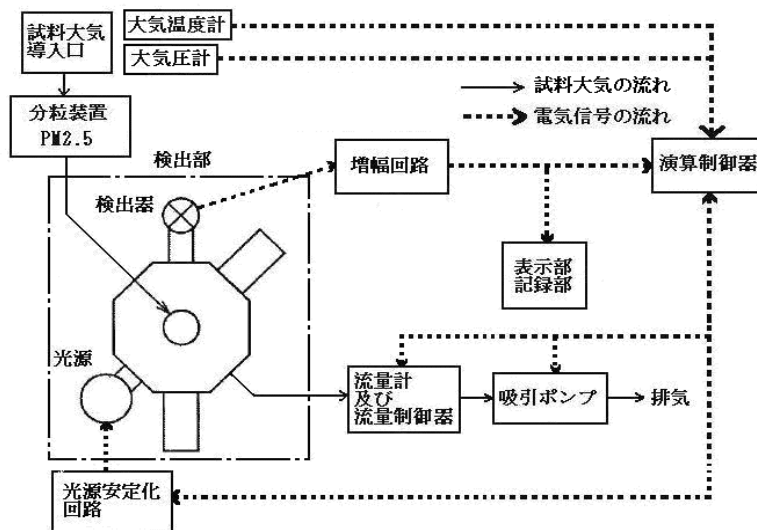 試料大気
導入口
大気温度計
大気圧計
試料大気の流れ
電気信号の流れ
分粒装置
PM2.5
検出部
増幅回路
演算制御器
検出器
表示部
記録部
光源
流量計
及び
流量制御器
吸引ポンプ
排気
光源安定化
回路